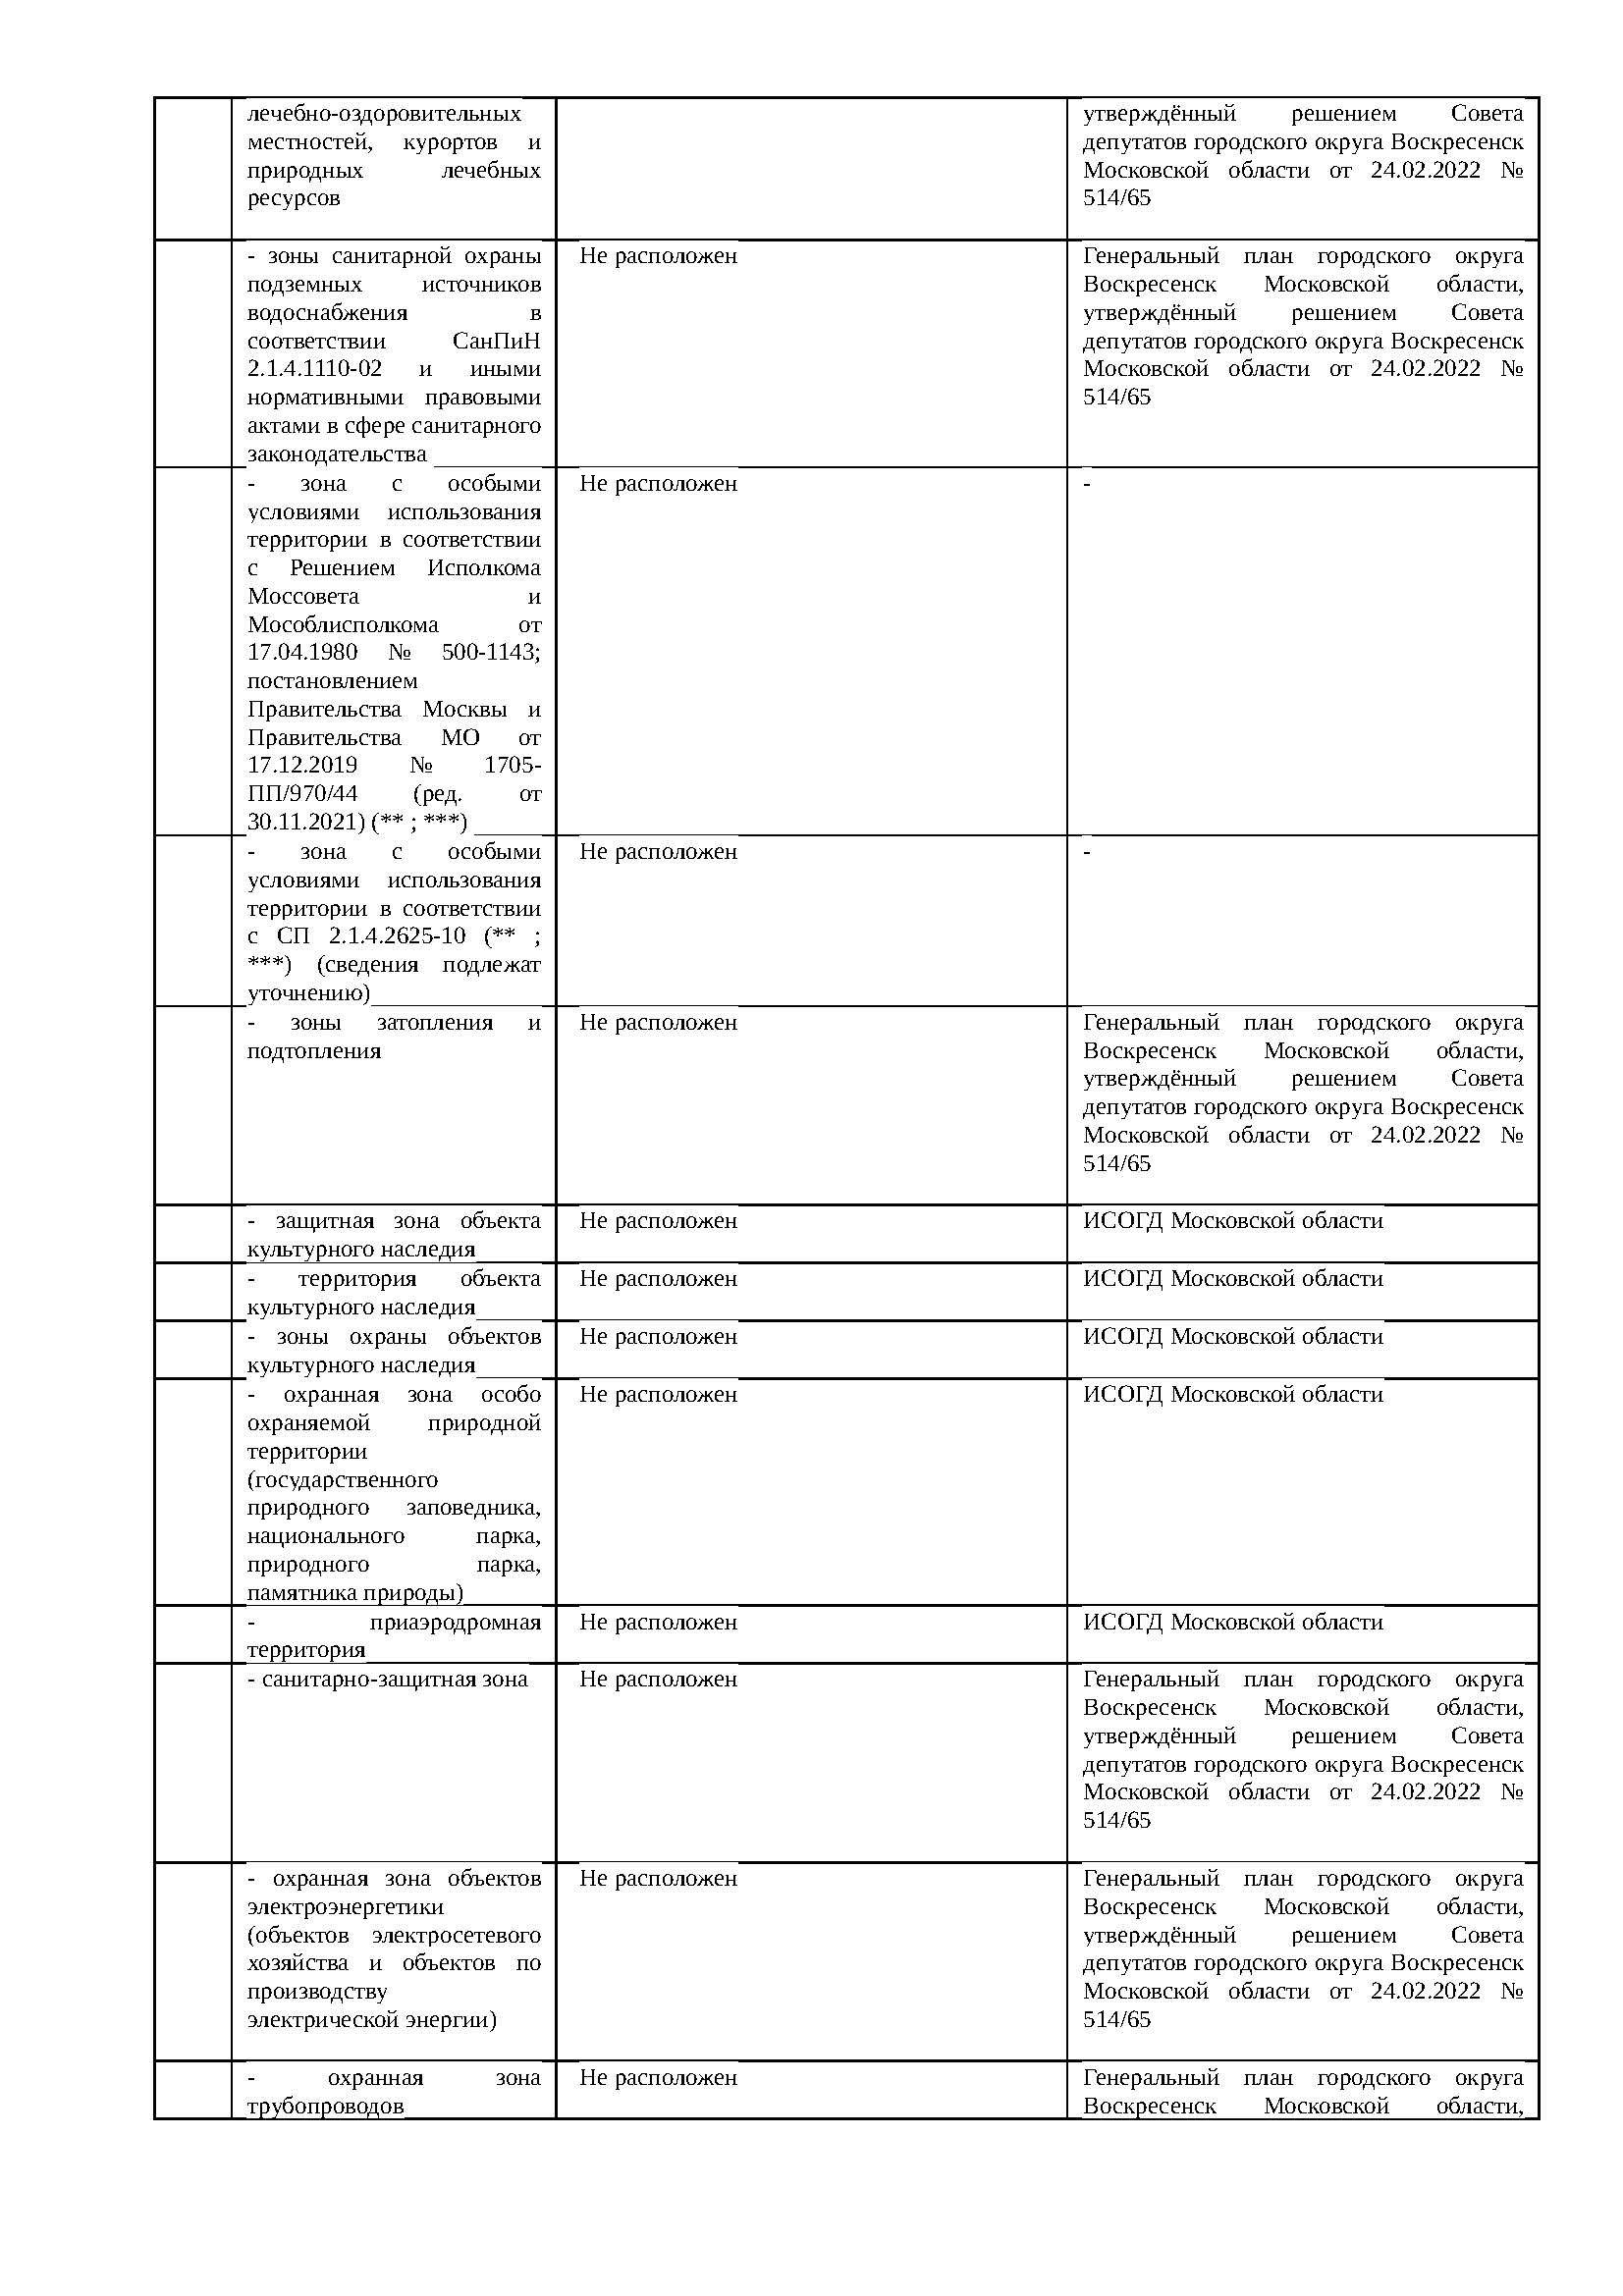 лечебно-оздоровительных
местностей, курортов и
природных лечебных
ресурсов
утверждённый решением Совета
депутатов городского округа Воскресенск
Московской области от 24.02.2022 №
514/65
- зоны санитарной охраны
подземных источников
водоснабжения в
соответствии СанПиН
2.1.4.1110-02 и иными
нормативными правовыми
актами в сфере санитарного
законодательства
Не расположен
Генеральный план городского округа
Воскресенск Московской области,
утверждённый решением Совета
депутатов городского округа Воскресенск
Московской области от 24.02.2022 №
514/65
- зона с особыми
условиями использования
территории в соответствии
с Решением Исполкома
Моссовета и
Мособлисполкома от
17.04.1980 № 500-1143;
постановлением
Правительства Москвы и
Правительства МО от
17.12.2019 № 1705-
ПП/970/44 (ред. от
30.11.2021) (** ; ***)
Не расположен
-
- зона с особыми
условиями использования
территории в соответствии
с СП 2.1.4.2625-10 (** ;
***) (сведения подлежат
уточнению)
Не расположен
-
- зоны затопления и
подтопления
Не расположен
Генеральный план городского округа
Воскресенск Московской области,
утверждённый решением Совета
депутатов городского округа Воскресенск
Московской области от 24.02.2022 №
514/65
- защитная зона объекта
культурного наследия
Не расположен
ИСОГД Московской области
- территория объекта
культурного наследия
Не расположен
ИСОГД Московской области
- зоны охраны объектов
культурного наследия
Не расположен
ИСОГД Московской области
- охранная зона особо
охраняемой природной
территории
(государственного
природного заповедника,
национального парка,
природного парка,
памятника природы)
Не расположен
ИСОГД Московской области
- приаэродромная
территория
Не расположен
ИСОГД Московской области
- санитарно-защитная зона
Не расположен
Генеральный план городского округа
Воскресенск Московской области,
утверждённый решением Совета
депутатов городского округа Воскресенск
Московской области от 24.02.2022 №
514/65
- охранная зона объектов
электроэнергетики
(объектов электросетевого
хозяйства и объектов по
производству
электрической энергии)
Не расположен
Генеральный план городского округа
Воскресенск Московской области,
утверждённый решением Совета
депутатов городского округа Воскресенск
Московской области от 24.02.2022 №
514/65
- охранная зона
трубопроводов
Не расположен
Генеральный план городского округа
Воскресенск Московской области,